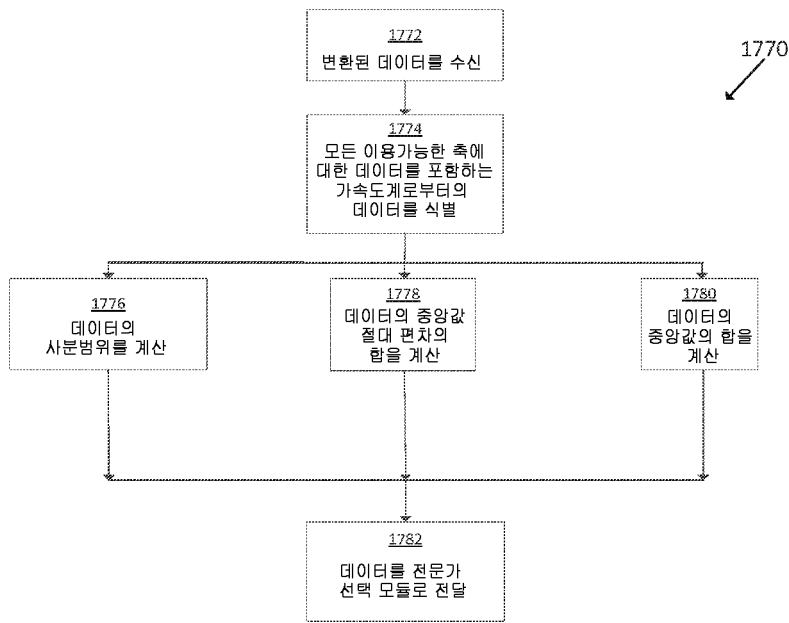 1772
변환된 데이터를 수신
1770
1774
모든 이용가능한 축에
대한 데이터를 포함하는
가속도계로부터의
데이터를 식별
1776
데이터의
사분범위를 계산
1778
데이터의 중앙값
절대 편차의
합을 계산
1780
데이터의
중앙값의 합을
계산
1782
데이터를 전문가
선택 모듈로 전달